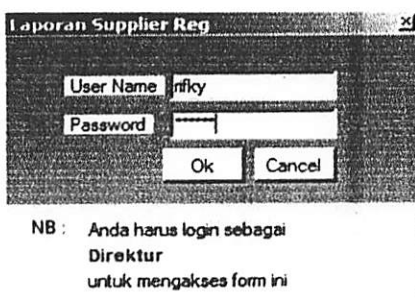 Laporan Supplier Reg
User Name rifky
Password ******
Ok Cancel
NB : Anda harus login sebagai
Direktur
untuk mengakses form ini